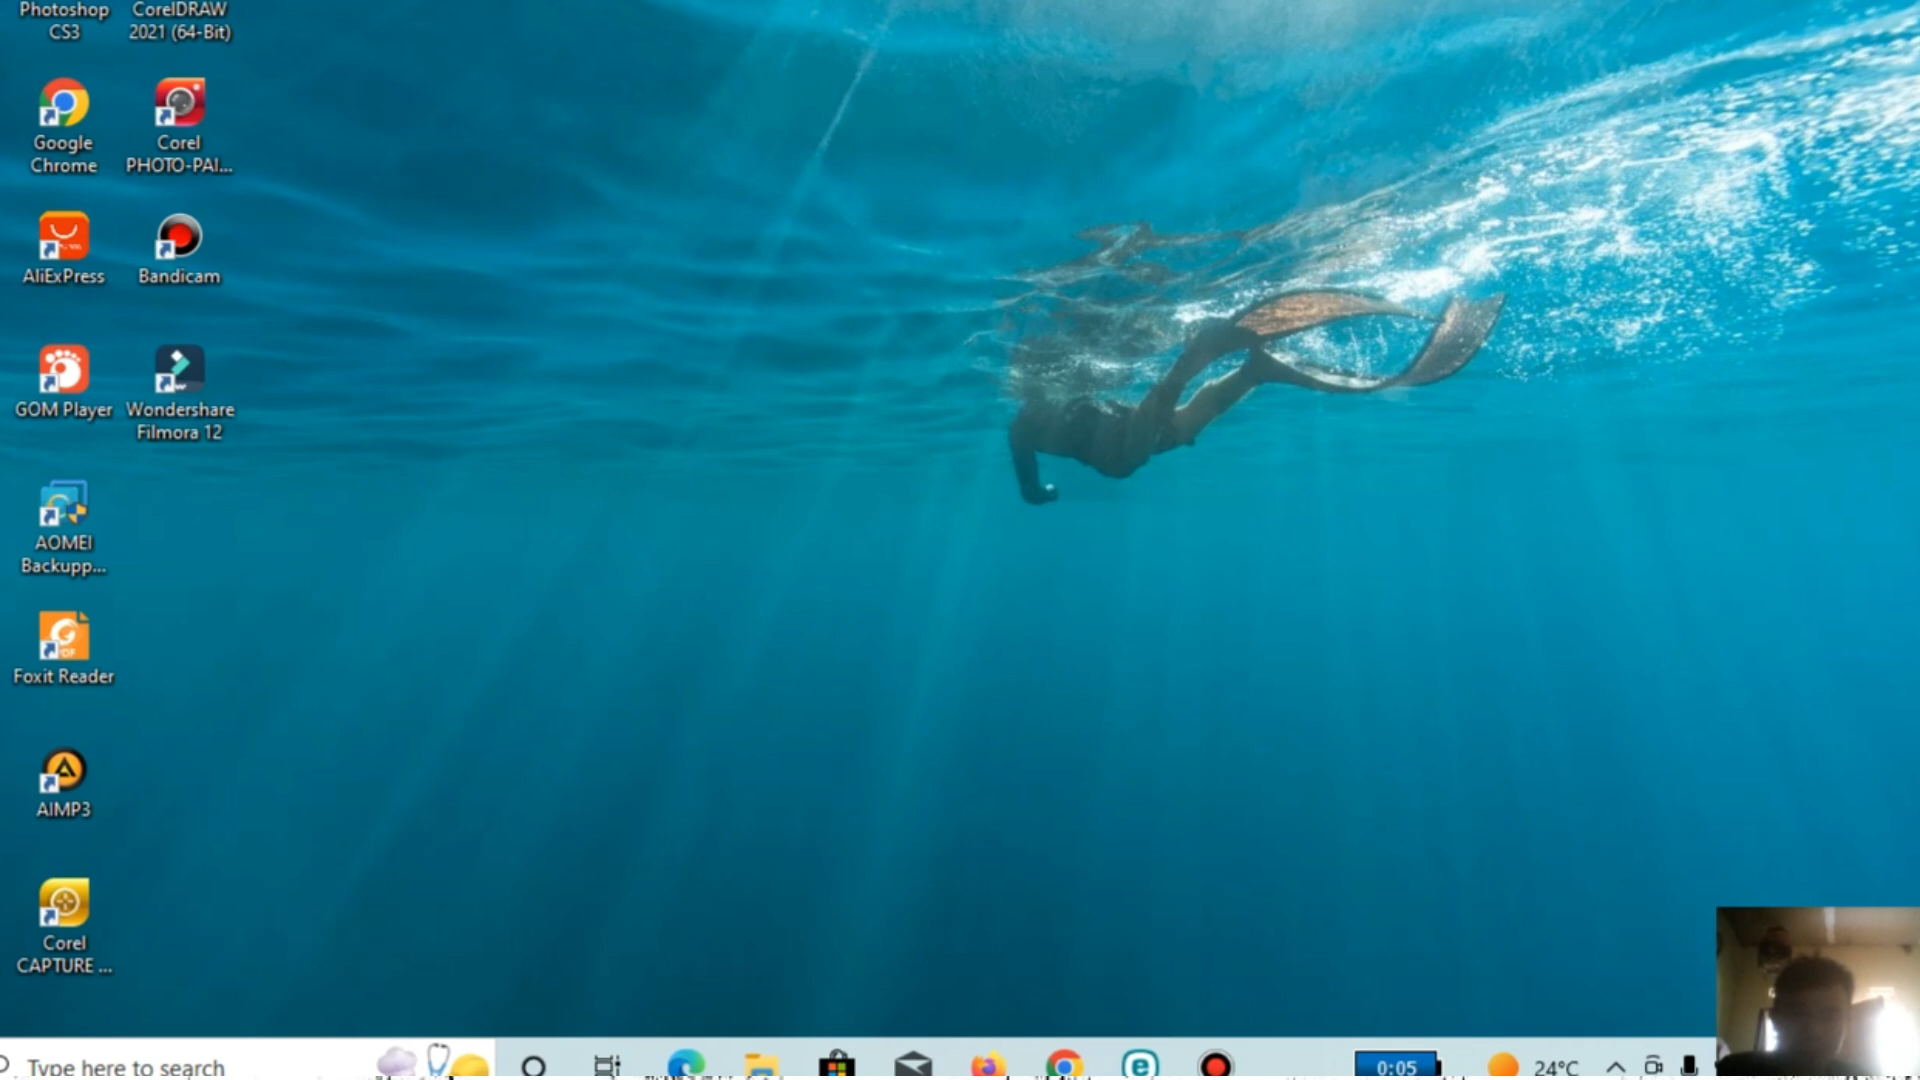 Photoshop
CS3
CorelDRAW
2021 (64-Bit)
Google
Chrome
Corel
PHOTO-PAI...
AliExPress
Bandicam
GOM Player
Wondershare
Filmora 12
AOMEI
Backupp...
Foxit Reader
AIMP3
Corel
CAPTURE ...
Type here to search
0:05
24°C